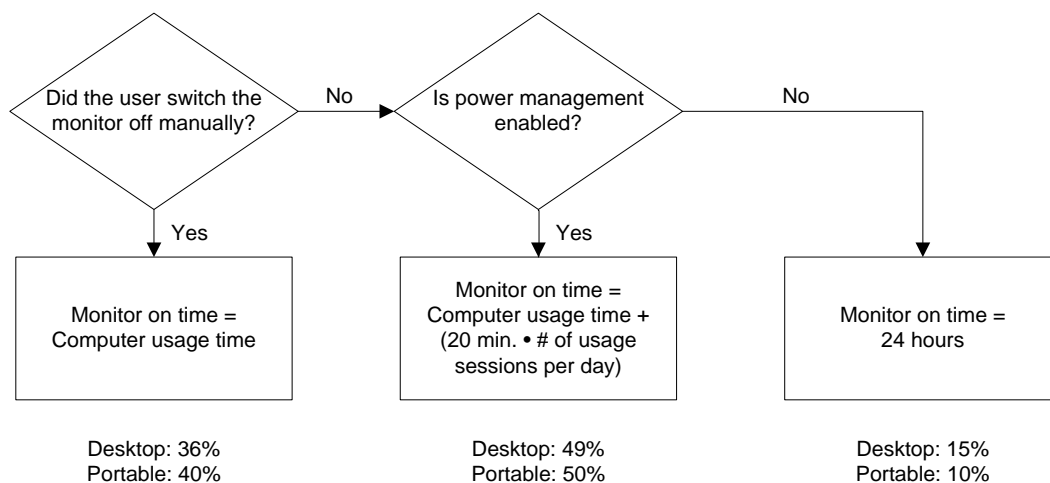 Did the user switch the
monitor off manually?
No
Is power management
enabled?
No
Yes
Yes
Monitor on time =
Computer usage time
Monitor on time =
Computer usage time +
(20 min. • # of usage
sessions per day)
Monitor on time =
24 hours
Desktop: 36%
Portable: 40%
Desktop: 49%
Portable: 50%
Desktop: 15%
Portable: 10%